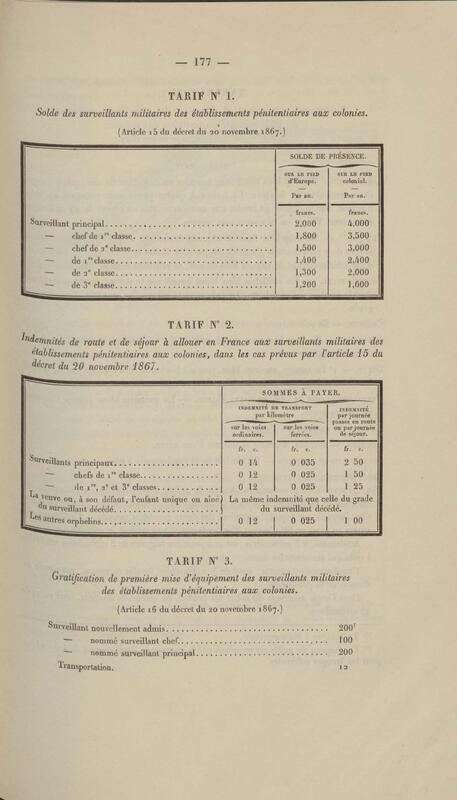 — 177 —
TARIF N° 1.
Solde des surveillants militaires des établissements pénitentiaires aux colonies.
(Article 15 du décret du 20 novembre 1867.)
SOLDE DE PRÉSENCE.
SUR LE PIED d'Europe. SUR LE PIED colonial.
Par an. Par an.
francs. francs.
Surveillant principal 2,000 4,000
— chef de 1re classe 1,800 3,500
— chef de 2e classe 1,500 3,000
— de 1re classe 1,400 2,400
— de 2e classe 1,300 2,000
— de 3e classe 1,200 1,600
TARIF N° 2.
Indemnités de route et de séjour à allouer en France aux surveillants militaires des
établissements pénitentiaires aux colonies, dans les cas prévus par l'article 15 du
décret du 20 novembre 1867.
SOMMES À PAYER.
INDEMNITÉ DE TRANSPORT par kilomètre
INDEMNITÉ par journée passée en route ou par journée de séjour.
sur les voies ordinaires. sur les voies ferrées.
fr. c. fr. c. fr. c.
Surveillants principaux 0 14 0 035 2 50
— chefs de 1re classe 0 12 0 025 1 50
— de 1re, 2e et 3e classes 0 12 0 025 1 25
La veuve ou, à son défaut, l'enfant unique ou aîné La même indemnité que celle du grade
du surveillant décédé du surveillant décédé.
Les autres orphelins 0 12 0 025 1 00
TARIF N° 3.
Gratification de première mise d'équipement des surveillants militaires
des établissements pénitentiaires aux colonies.
(Article 16 du décret du 20 novembre 1867.)
Surveillant nouvellement admis 200f
— nommé surveillant chef 100
— nommé surveillant principal 200
Transportation. 12